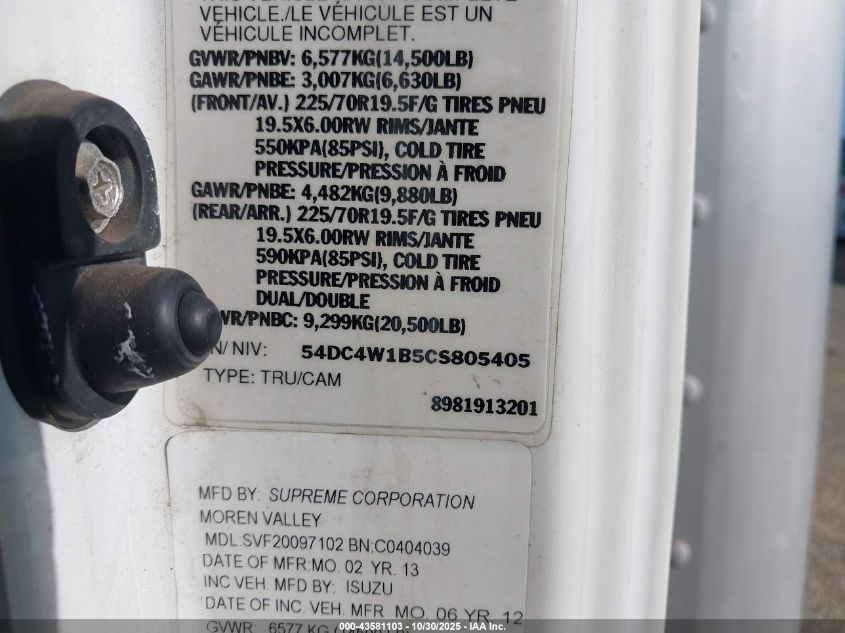 VEHICLE./LE VÉHICULE EST UN
VÉHICULE INCOMPLET.
GVWR/PNBV: 6,577KG(14,500LB)
GAWR/PNBE: 3,007KG(6,630LB)
(FRONT/AV.) 225/70R19.5F/G TIRES PNEU
19.5X6.00RW RIMS/JANTE
550KPA(85PSI), COLD TIRE
PRESSURE/PRESSION À FROID
GAWR/PNBE: 4,482KG(9,880LB)
(REAR/ARR.) 225/70R19.5F/G TIRES PNEU
19.5X6.00RW RIMS/JANTE
590KPA(85PSI), COLD TIRE
PRESSURE/PRESSION À FROID
DUAL/DOUBLE
WR/PNBC: 9,299KG(20,500LB)
N/ NIV: 54DC4W1B5CS805405
TYPE: TRU/CAM
8981913201
MFD BY: SUPREME CORPORATION
MOREN VALLEY
MDL:SVF20097102 BN:C0404039
DATE OF MFR:MO. 02 YR. 13
INC VEH. MFD BY: ISUZU
DATE OF INC. VEH. MFR MO. 06 YR. 12
GVWR: 6577 KG
000-43581103 - 10/30/2025 - IAA Inc.